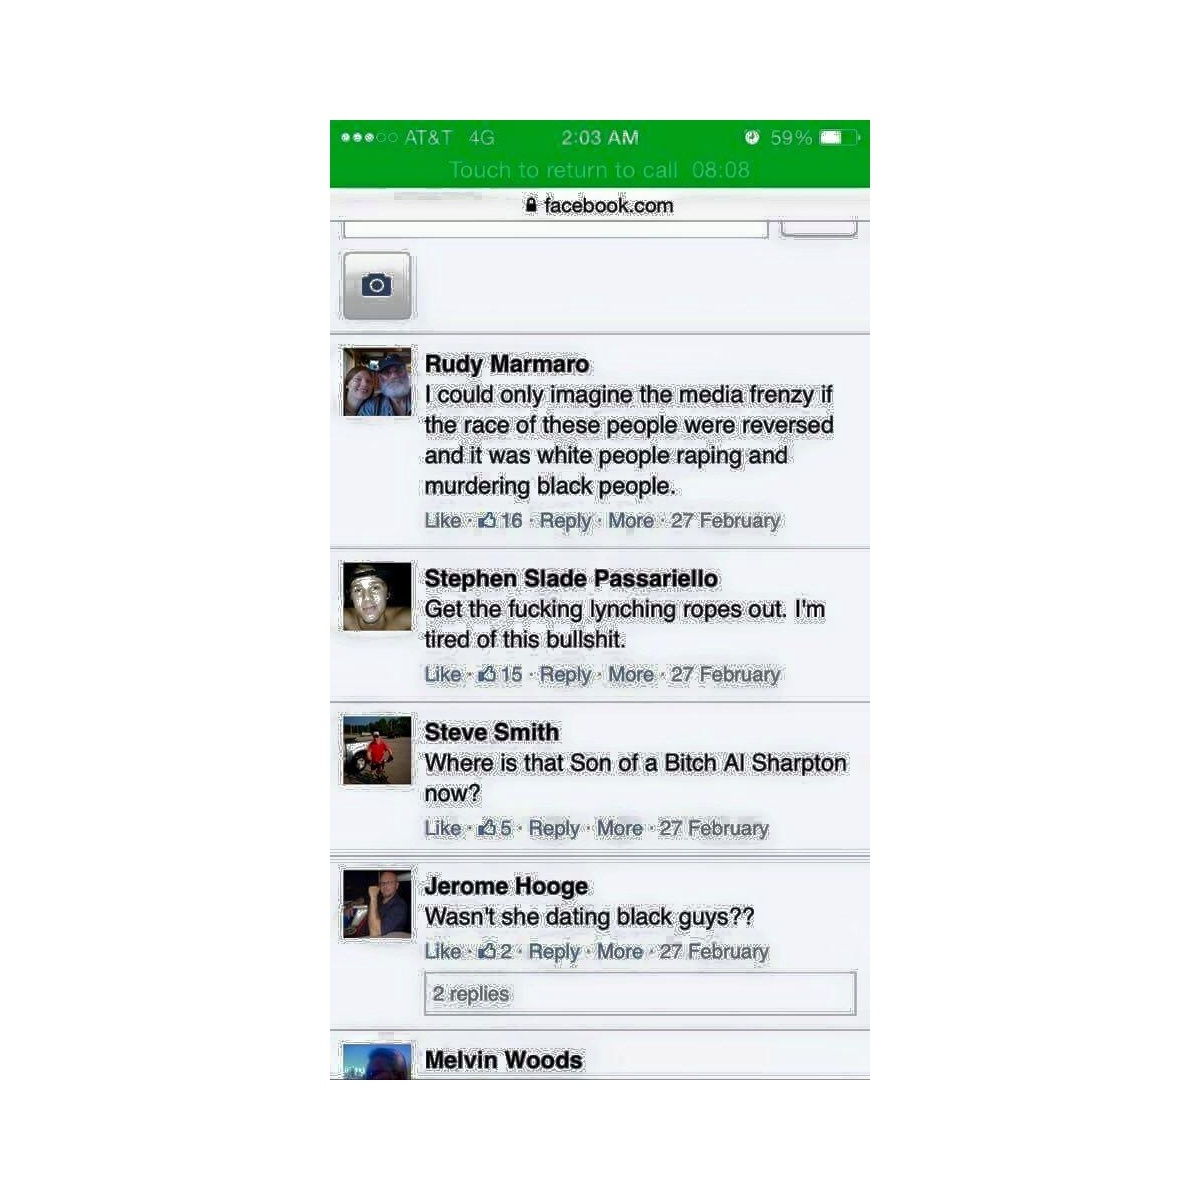 AT&T 4G 2:03 AM 59%
Touch to return to call 08:08
facebook.com
Rudy Marmaro
I could only imagine the media frenzy if
the race of these people were reversed
and it was white people raping and
murdering black people.
Like · 16 · Reply · More · 27 February
Stephen Slade Passariello
Get the fucking lynching ropes out. I'm
tired of this bullshit.
Like · 15 · Reply · More · 27 February
Steve Smith
Where is that Son of a Bitch Al Sharpton
now?
Like · 5 · Reply · More · 27 February
Jerome Hooge
Wasn't she dating black guys??
Like · 2 · Reply · More · 27 February
2 replies
Melvin Woods